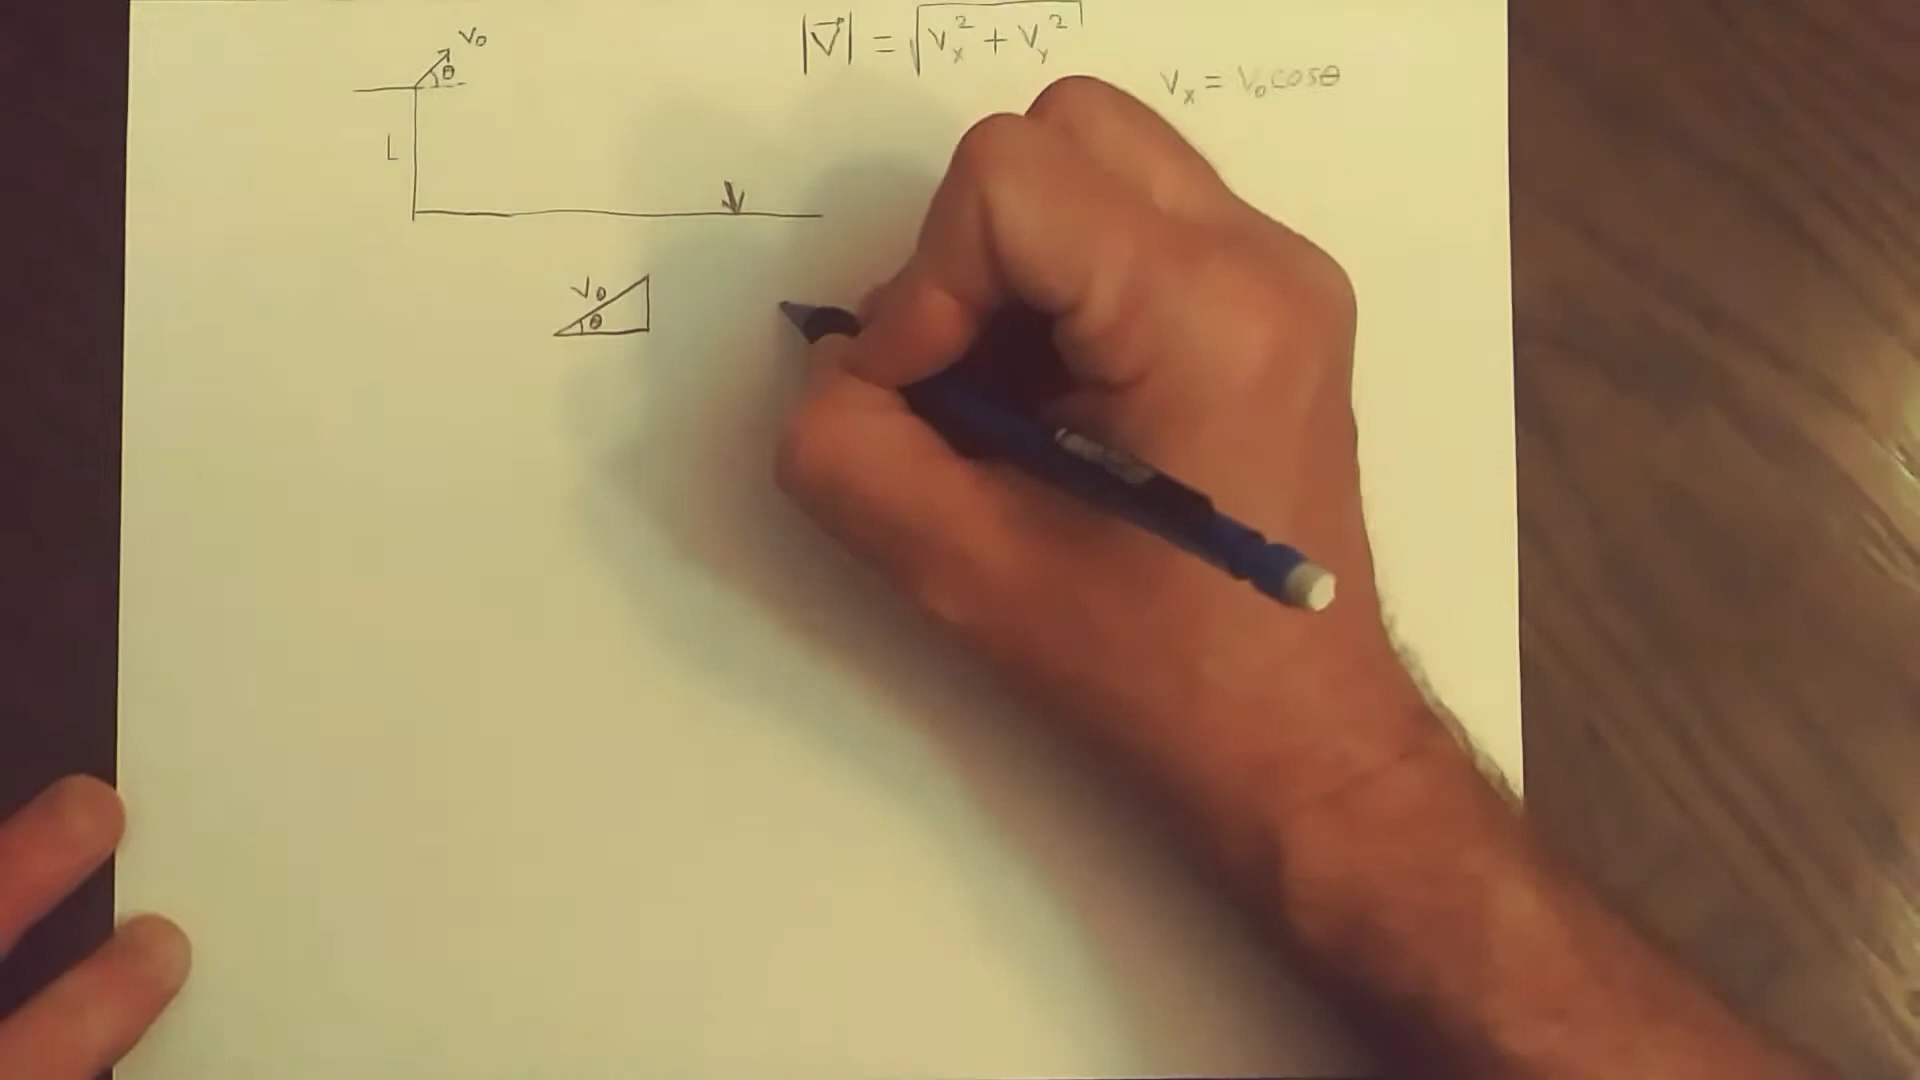 V₀
θ
L
|V⃗| = √(Vₓ² + Vᵧ²)
Vₓ = V₀cosθ
V₀
θ